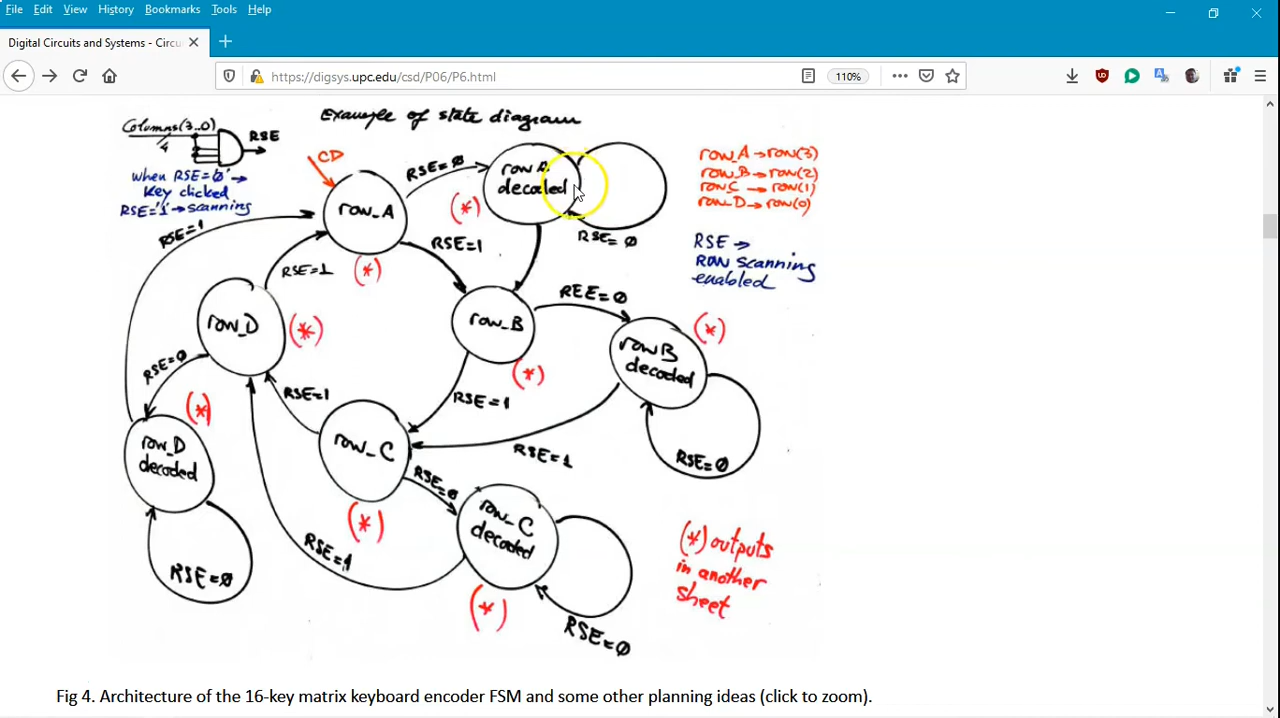 File Edit View History Bookmarks Tools Help
Digital Circuits and Systems - Circu
https://digsys.upc.edu/csd/P06/P6.html
110%
Example of state diagram
Columns(3..0)
4
RSE
when RSE='0'→
Key clicked
RSE='1'→scanning
CD
RSE=0
row A
decoded
RSE=0
row_A→row(3)
row_B→row(2)
row_C→row(1)
row_D→row(0)
RSE→
ROW scanning
enabled
row_A
(*)
RSE=1
RSE=1
RSE=1
(*)
row_D
(*)
row_B
(*)
REE=0
row B
decoded
(*)
RSE=0
RSE=0
(*)
RSE=1
RSE=1
RSE=1
row_D
decoded
RSE=0
row_C
(*)
RSE=0
row_C
decoded
(*)
RSE=0
RSE=1
(*) outputs
in another
sheet
Fig 4. Architecture of the 16-key matrix keyboard encoder FSM and some other planning ideas (click to zoom).